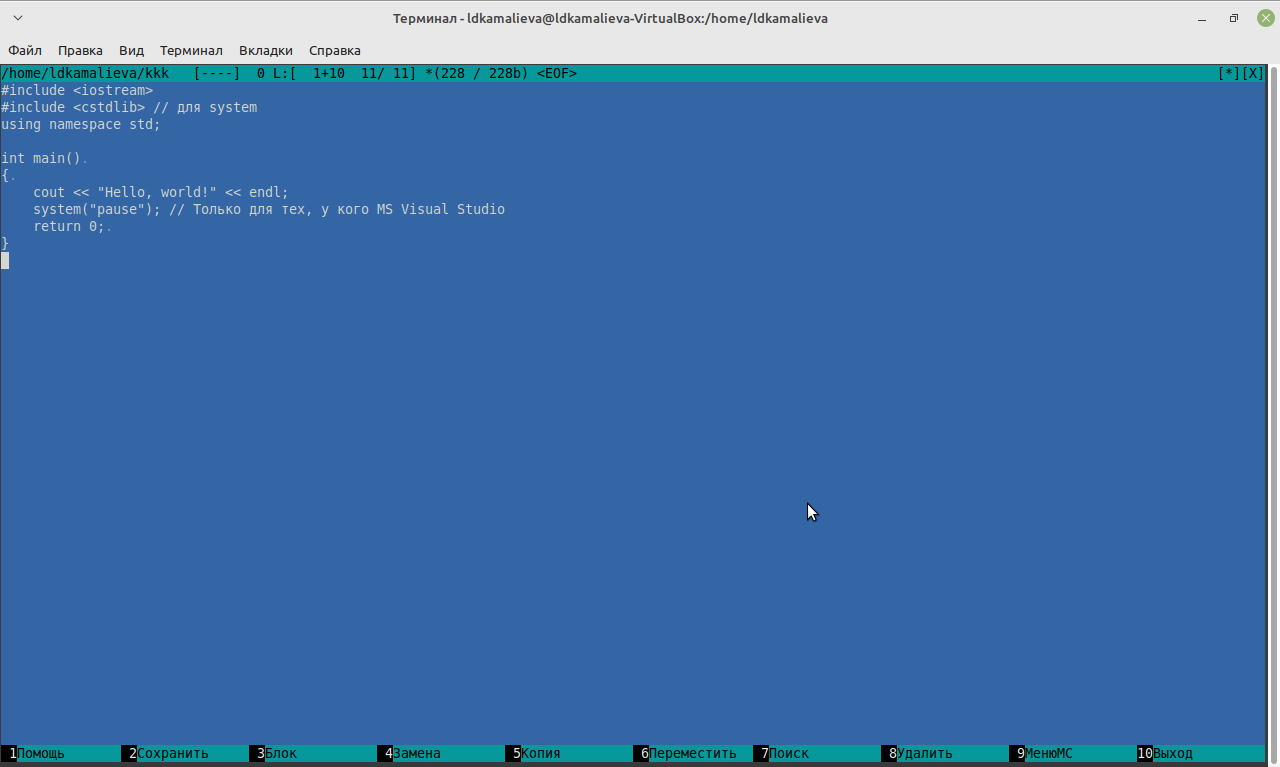 Терминал - ldkamalieva@ldkamalieva-VirtualBox:/home/ldkamalieva
Файл Правка Вид Терминал Вкладки Справка
/home/ldkamalieva/kkk [----] 0 L:[ 1+10 11/ 11] *(228 / 228b) <EOF> [*][X]
#include <iostream>
#include <cstdlib> // для system
using namespace std;
int main().
{.
cout << "Hello, world!" << endl;
system("pause"); // Только для тех, у кого MS Visual Studio
return 0;.
}
1Помощь 2Сохранить 3Блок 4Замена 5Копия 6Переместить 7Поиск 8Удалить 9МенюMC 10Выход